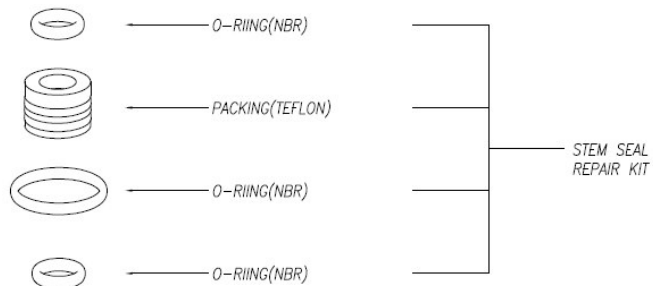 O-RIING(NBR)
PACKING(TEFLON)
STEM SEAL
REPAIR KIT
O-RIING(NBR)
O-RIING(NBR)